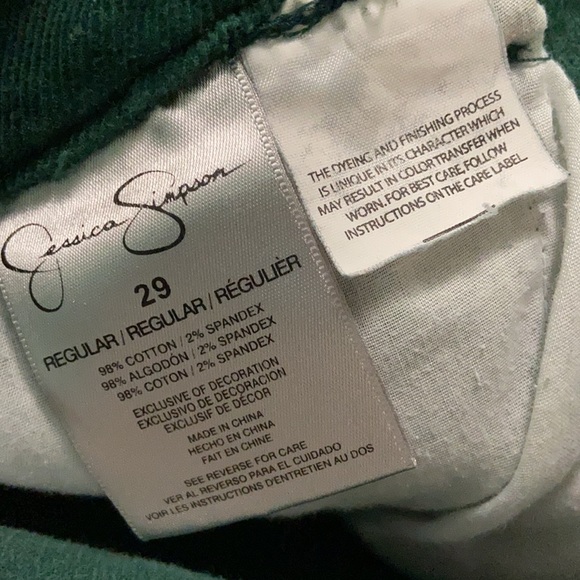 Jessica Simpson
29
REGULAR / REGULAR / RÉGULIÈR
98% COTTON / 2% SPANDEX
98% ALGODÓN / 2% SPANDEX
98% COTON / 2% SPANDEX
EXCLUSIVE OF DECORATION
EXCLUSIVO DE DECORACION
EXCLUSIF DE DÉCOR
MADE IN CHINA
HECHO EN CHINA
FAIT EN CHINE
SEE REVERSE FOR CARE
VER AL REVERSO PARA EL CUIDADO
VOIR LES INSTRUCTIONS D'ENTRETIEN AU DOS
THE DYEING AND FINISHING PROCESS
IS UNIQUE IN ITS CHARACTER WHICH
MAY RESULT IN COLOR TRANSFER WHEN
WORN. FOR BEST CARE, FOLLOW
INSTRUCTIONS ON THE CARE LABEL.